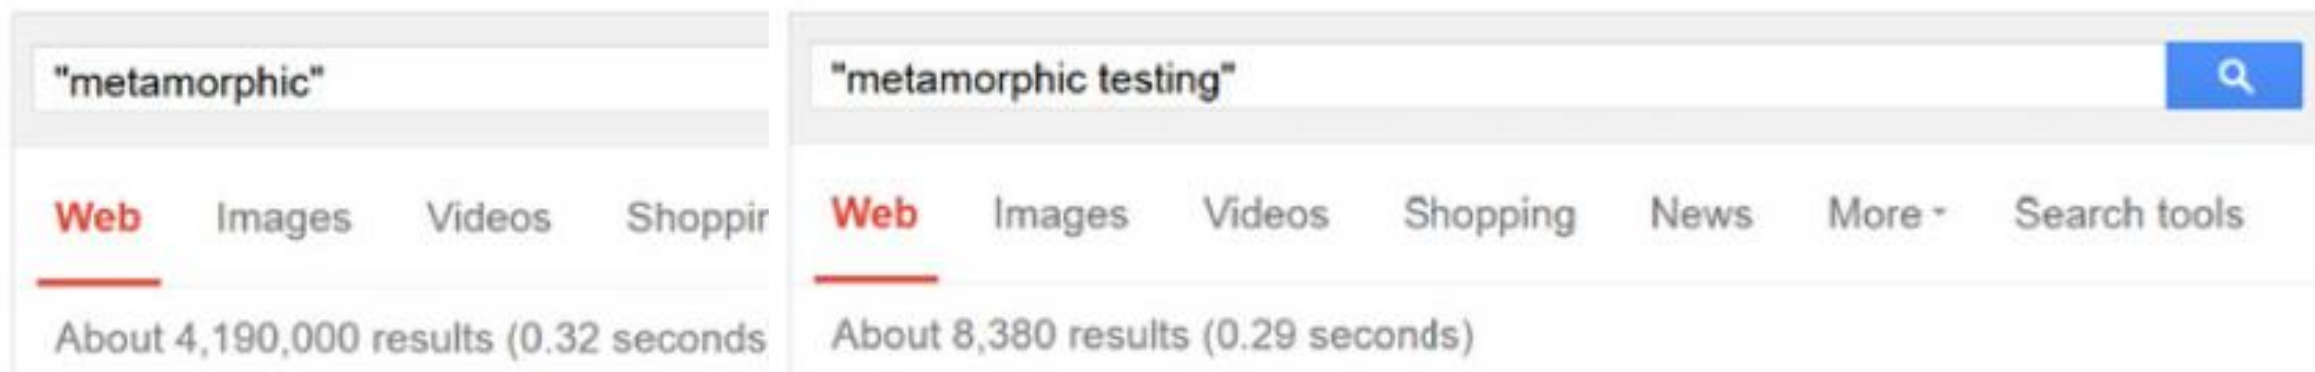 "metamorphic"
Web Images Videos Shoppin
About 4,190,000 results (0.32 seconds
"metamorphic testing"
Web Images Videos Shopping News More Search tools
About 8,380 results (0.29 seconds)